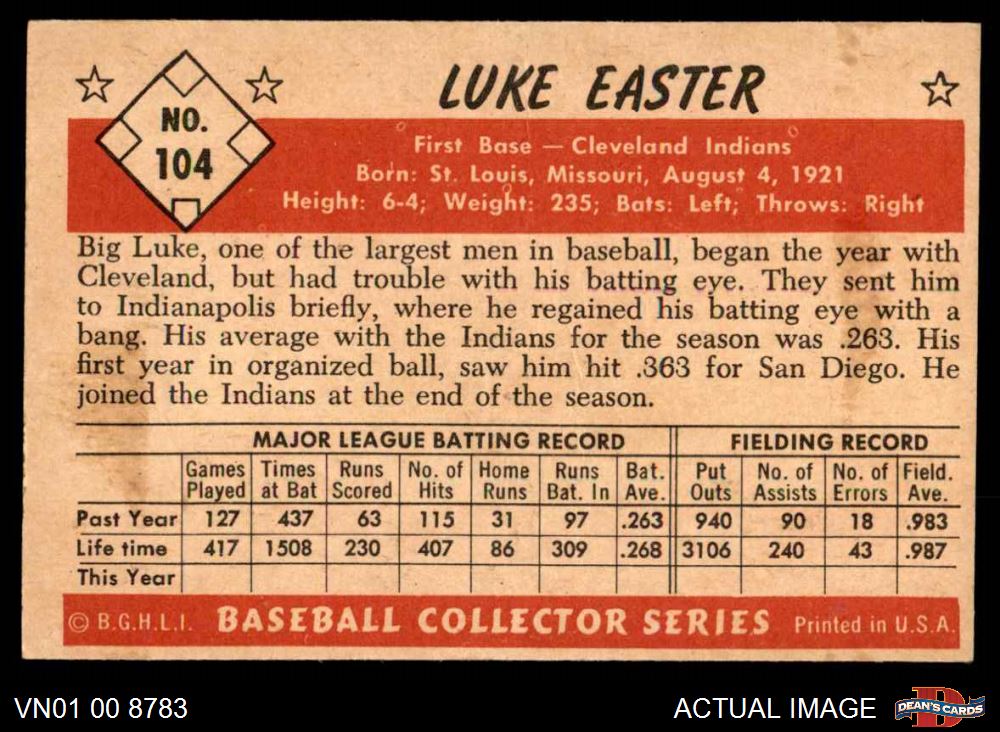 LUKE EASTER
NO.
104
First Base — Cleveland Indians
Born: St. Louis, Missouri, August 4, 1921
Height: 6-4; Weight: 235; Bats: Left; Throws: Right
Big Luke, one of the largest men in baseball, began the year with
Cleveland, but had trouble with his batting eye. They sent him
to Indianapolis briefly, where he regained his batting eye with a
bang. His average with the Indians for the season was .263. His
first year in organized ball, saw him hit .363 for San Diego. He
joined the Indians at the end of the season.
MAJOR LEAGUE BATTING RECORD FIELDING RECORD
Games Times Runs No. of Home Runs Bat. Put No. of No. of Field.
Played at Bat Scored Hits Runs Bat. In Ave. Outs Assists Errors Ave.
Past Year 127 437 63 115 31 97 .263 940 90 18 .983
Life time 417 1508 230 407 86 309 .268 3106 240 43 .987
This Year
© B.G.H.L.I. BASEBALL COLLECTOR SERIES Printed in U.S.A.
VN01 00 8783 ACTUAL IMAGE DEAN'S CARDS